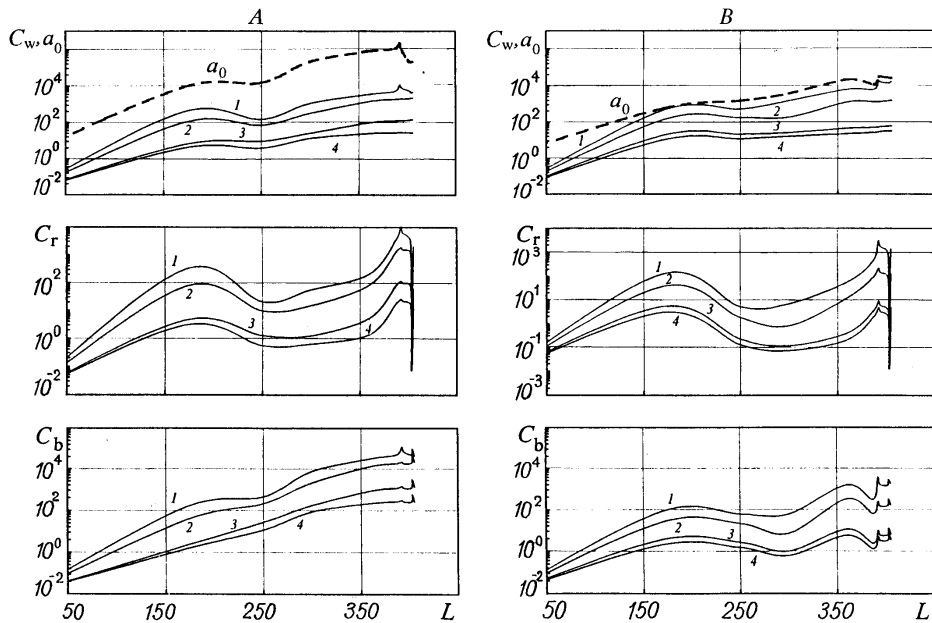 A B
C_w, a_0 C_w, a_0
10^4 10^4
10^2 10^2
10^0 10^0
10^-2 10^-2
a_0 1 2 3 4
a_0 1 2 3 4
C_r C_r
10^2 10^3
10^0 10^1
10^-2 10^-1
10^-3
1 2 3 4
1 2 3 4
C_b C_b
10^4 10^4
10^2 10^2
10^0 10^0
10^-2 10^-2
1 2 3 4
1 2 3 4
50 150 250 350 L 50 150 250 350 L